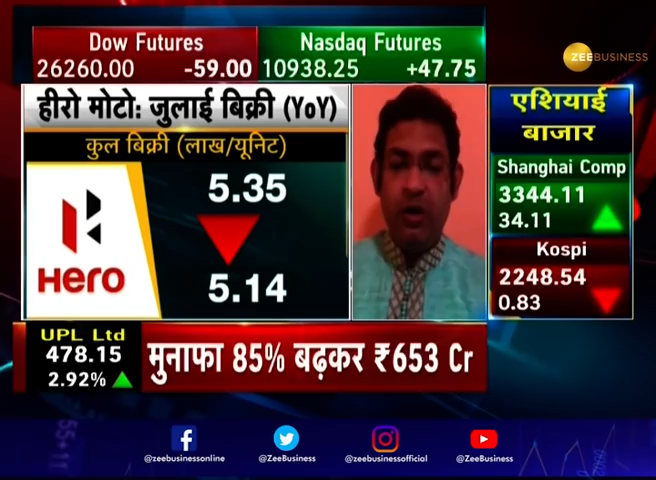 Dow Futures
26260.00 -59.00
Nasdaq Futures
10938.25 +47.75
ZEEBUSINESS
हीरो मोटो: जुलाई बिक्री (YoY)
कुल बिक्री (लाख/यूनिट)
Hero
5.35
5.14
एशियाई
बाजार
Shanghai Comp
3344.11
34.11
Kospi
2248.54
0.83
UPL Ltd
478.15
2.92%
मुनाफा 85% बढ़कर ₹653 Cr
@zeebusinessonline
@ZeeBusiness
@zeebusinessofficial
@zeebusiness